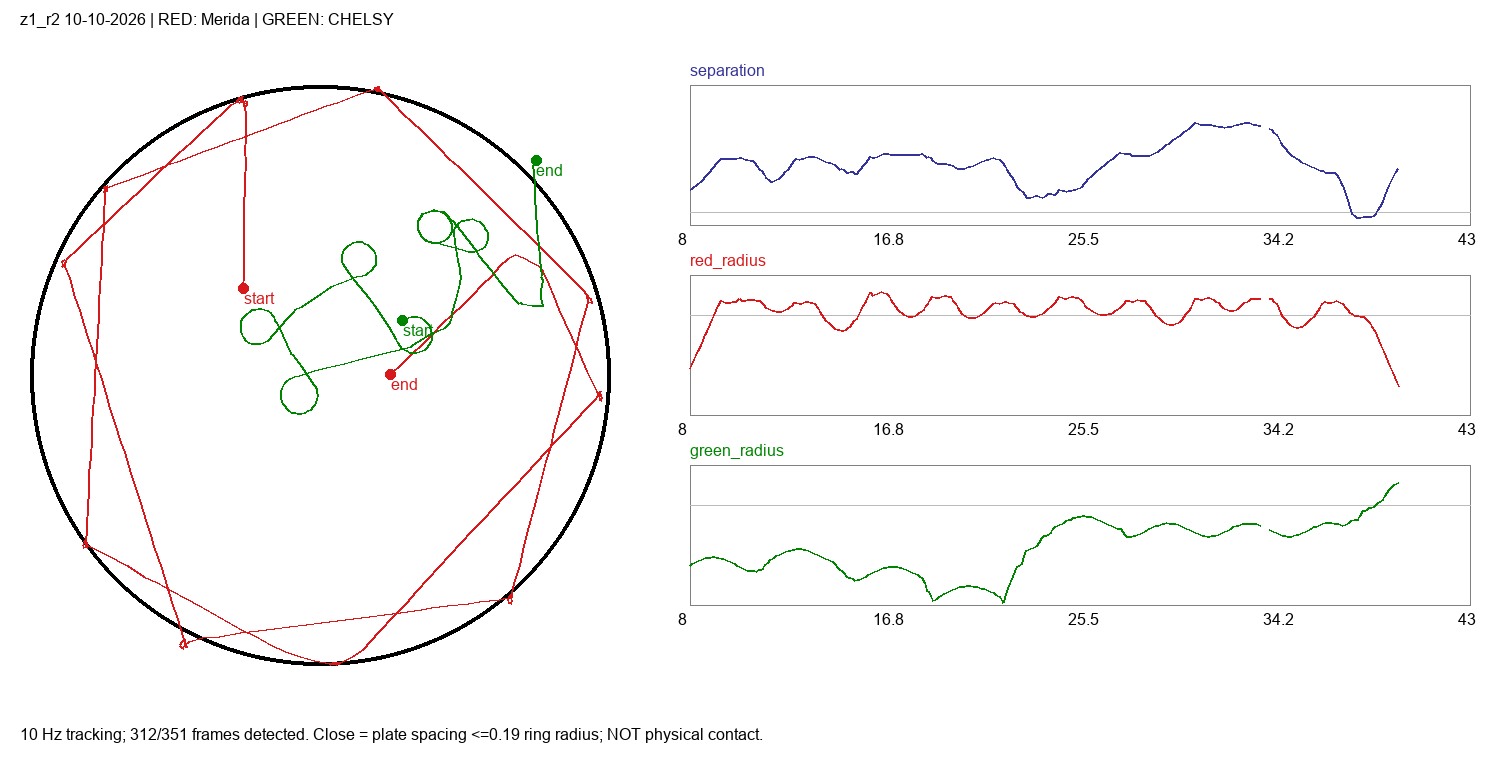 z1_r2 10-10-2026 | RED: Merida | GREEN: CHELSY
separation
8 16.8 25.5 34.2 43
red_radius
8 16.8 25.5 34.2 43
green_radius
8 16.8 25.5 34.2 43
end
start
start
end
10 Hz tracking; 312/351 frames detected. Close = plate spacing <=0.19 ring radius; NOT physical contact.